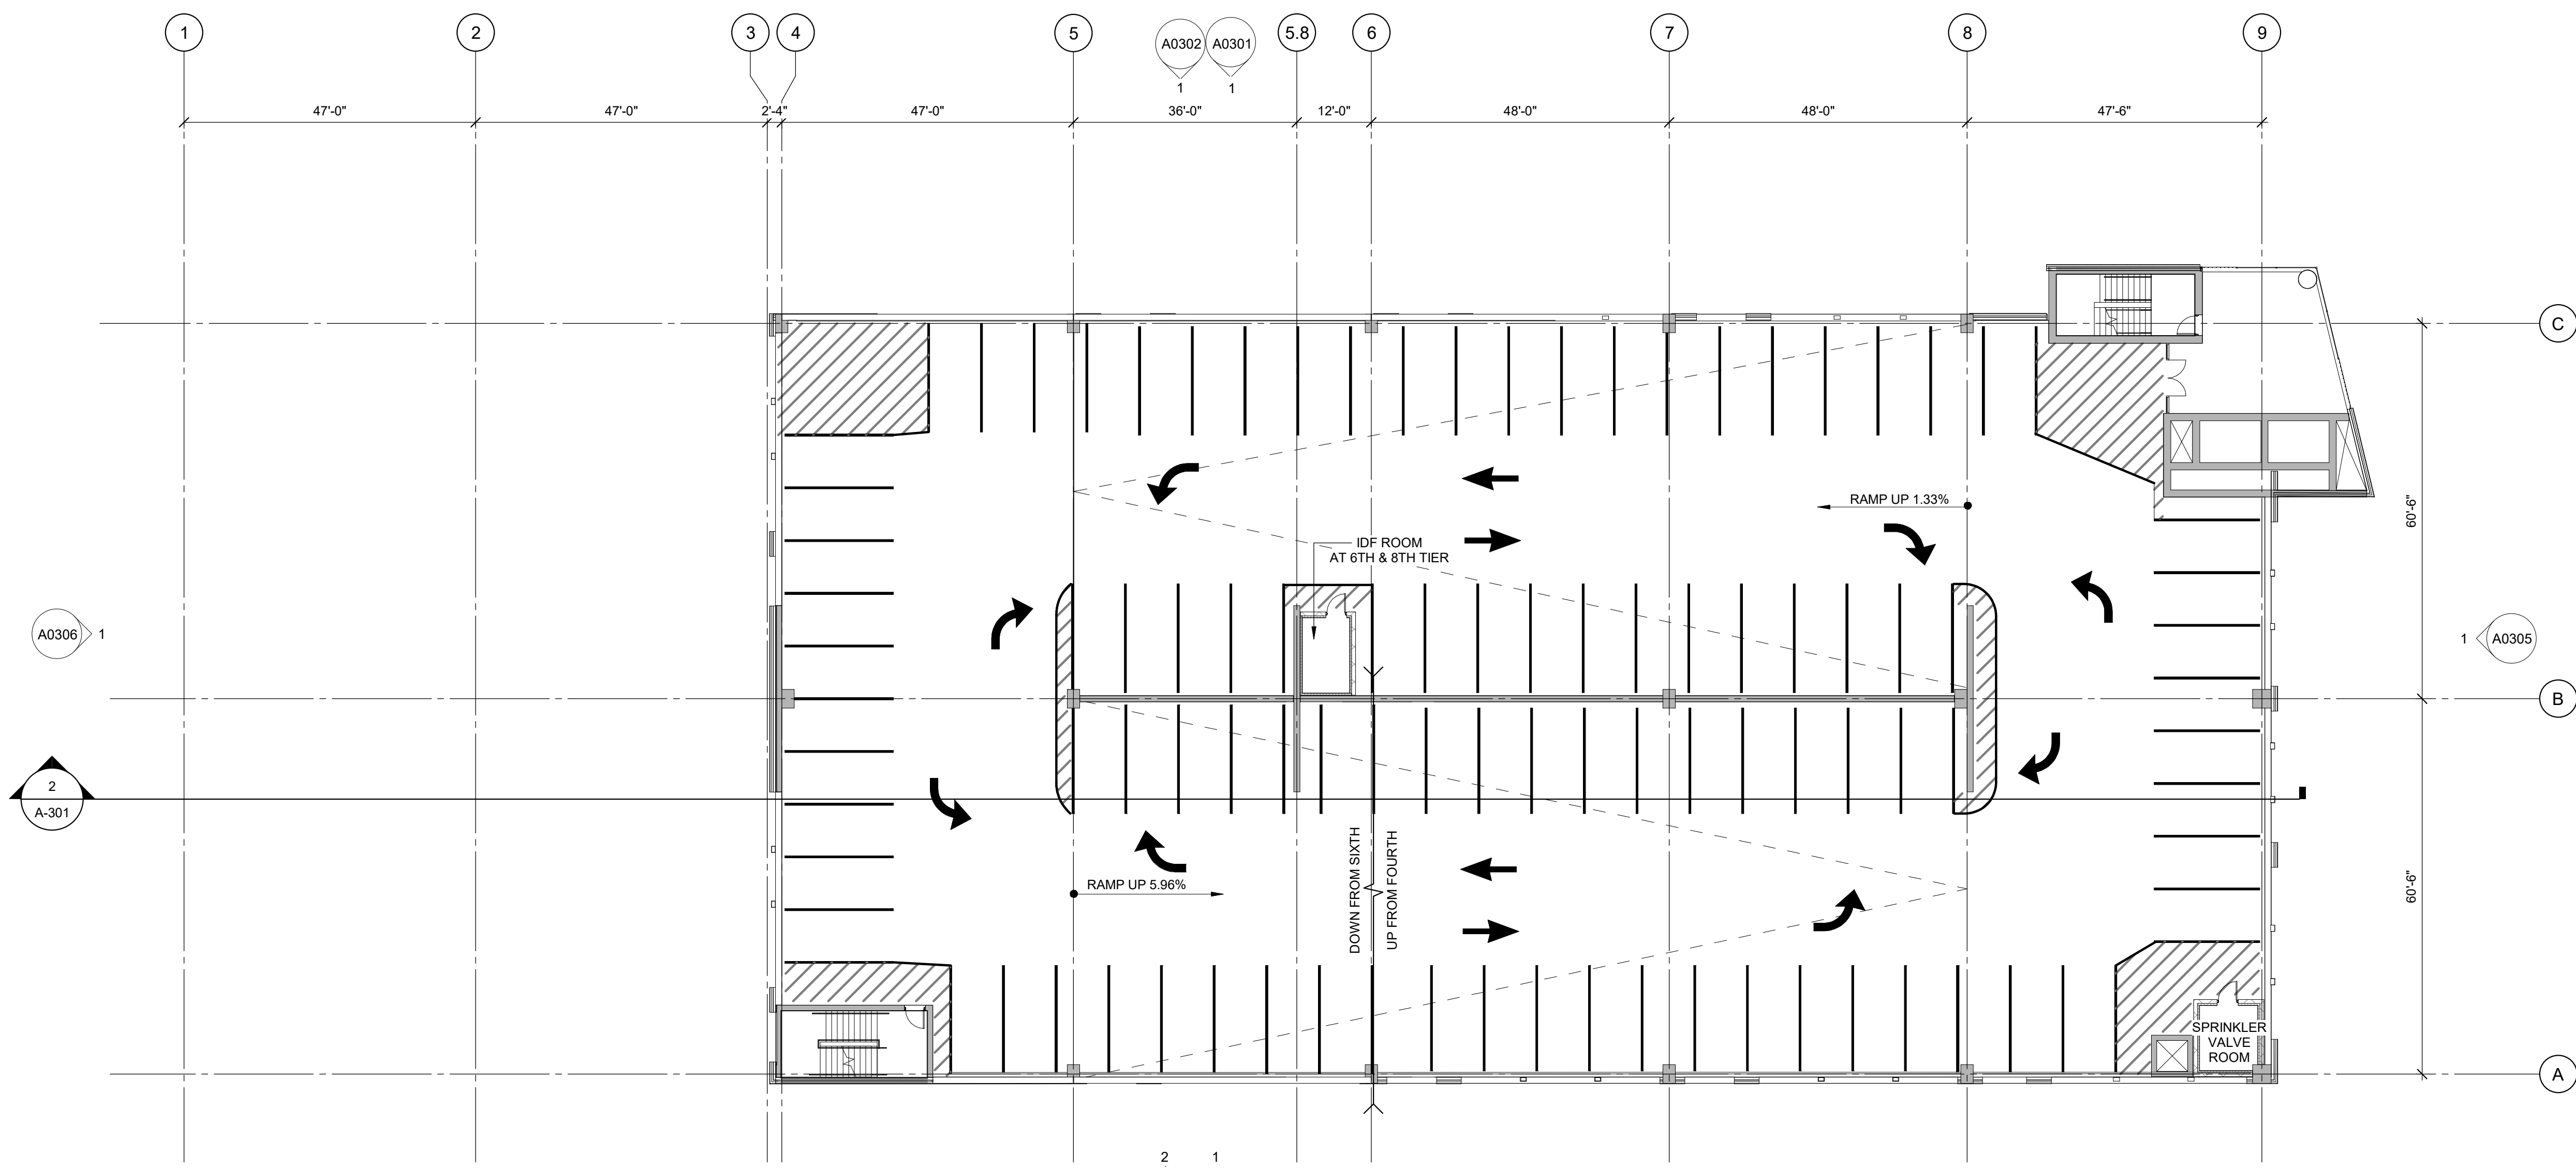 1 2 3 4 5 5.8 6 7 8 9
A0302 A0301
1 1
47'-0" 47'-0" 2'-4" 47'-0" 36'-0" 12'-0" 48'-0" 48'-0" 47'-6"
C
RAMP UP 1.33%
60'-6"
IDF ROOM
AT 6TH & 8TH TIER
A0306 1
1 A0305
B
2
A-301
DOWN FROM SIXTH
UP FROM FOURTH
RAMP UP 5.96%
60'-6"
SPRINKLER
VALVE
ROOM
A
2 1